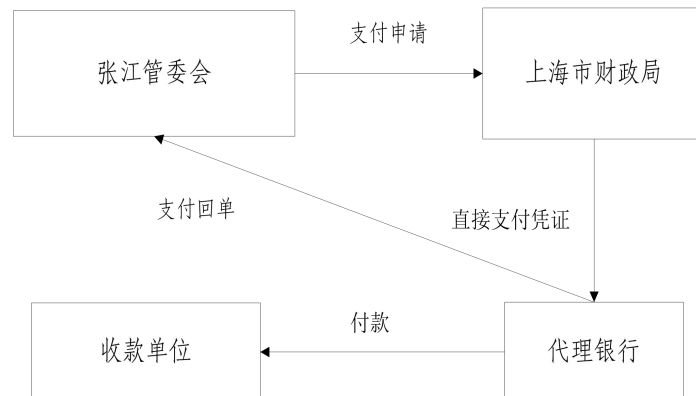 支付申请
张江管委会
上海市财政局
支付回单
直接支付凭证
付款
收款单位
代理银行